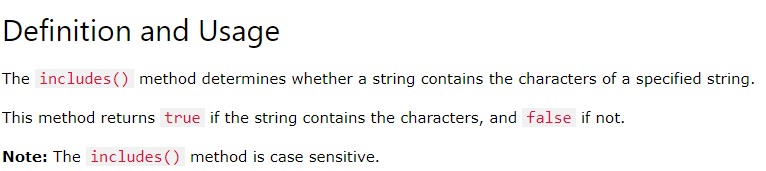 Definition and Usage
The includes() method determines whether a string contains the characters of a specified string.
This method returns true if the string contains the characters, and false if not.
Note: The includes() method is case sensitive.